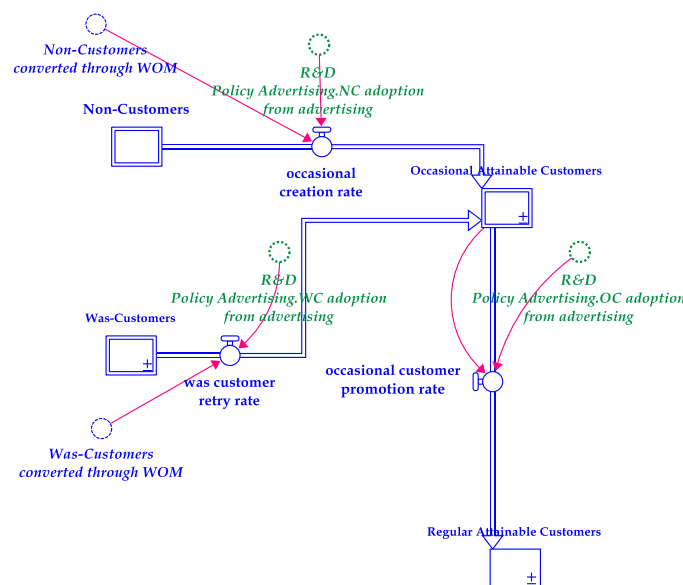 Non-Customers
converted through WOM
R&D
Policy Advertising.NC adoption
from advertising
Non-Customers
occasional
creation rate
Occasional Attainable Customers
±
R&D
Policy Advertising.WC adoption
from advertising
R&D
Policy Advertising.OC adoption
from advertising
Was-Customers
±
was customer
retry rate
occasional customer
promotion rate
Was-Customers
converted through WOM
Regular Attainable Customers
±